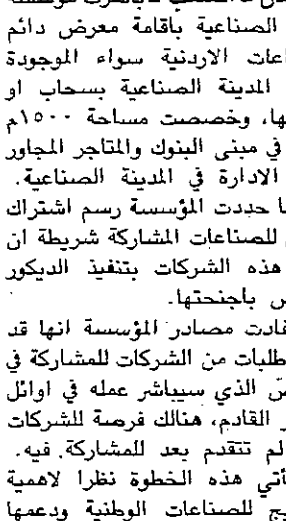 الصناعية باقامة معرض دائم
اعات الاردنية سواء الموجودة
المدينة الصناعية بسحاب او
ها، وخصصت مساحة ١٥٠٠م
في مبنى البنوك والمتاجر المجاور
الادارة في المدينة الصناعية.
ما حددت المؤسسة رسم اشتراك
للصناعات المشاركة شريطة ان
هذه الشركات بتنفيذ الديكور
ص باجنحتها.
فادت مصادر المؤسسة انها قد
طلبات من الشركات للمشاركة في
ض الذي سيباشر عمله في اوائل
ر القادم، هنالك فرصة للشركات
لم تتقدم بعد للمشاركة فيه.
أتي هذه الخطوة نظرا لاهمية
يج للصناعات الوطنية ودعمها